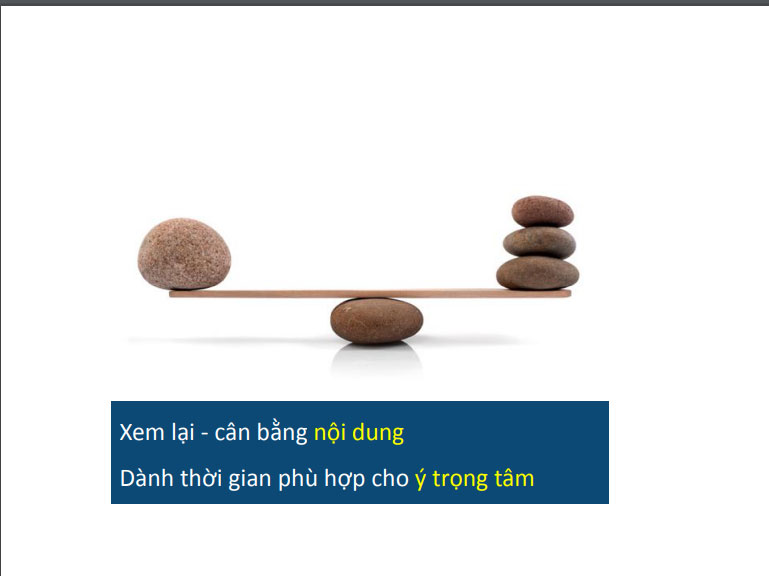 Xem lại - cân bằng nội dung
Dành thời gian phù hợp cho ý trọng tâm